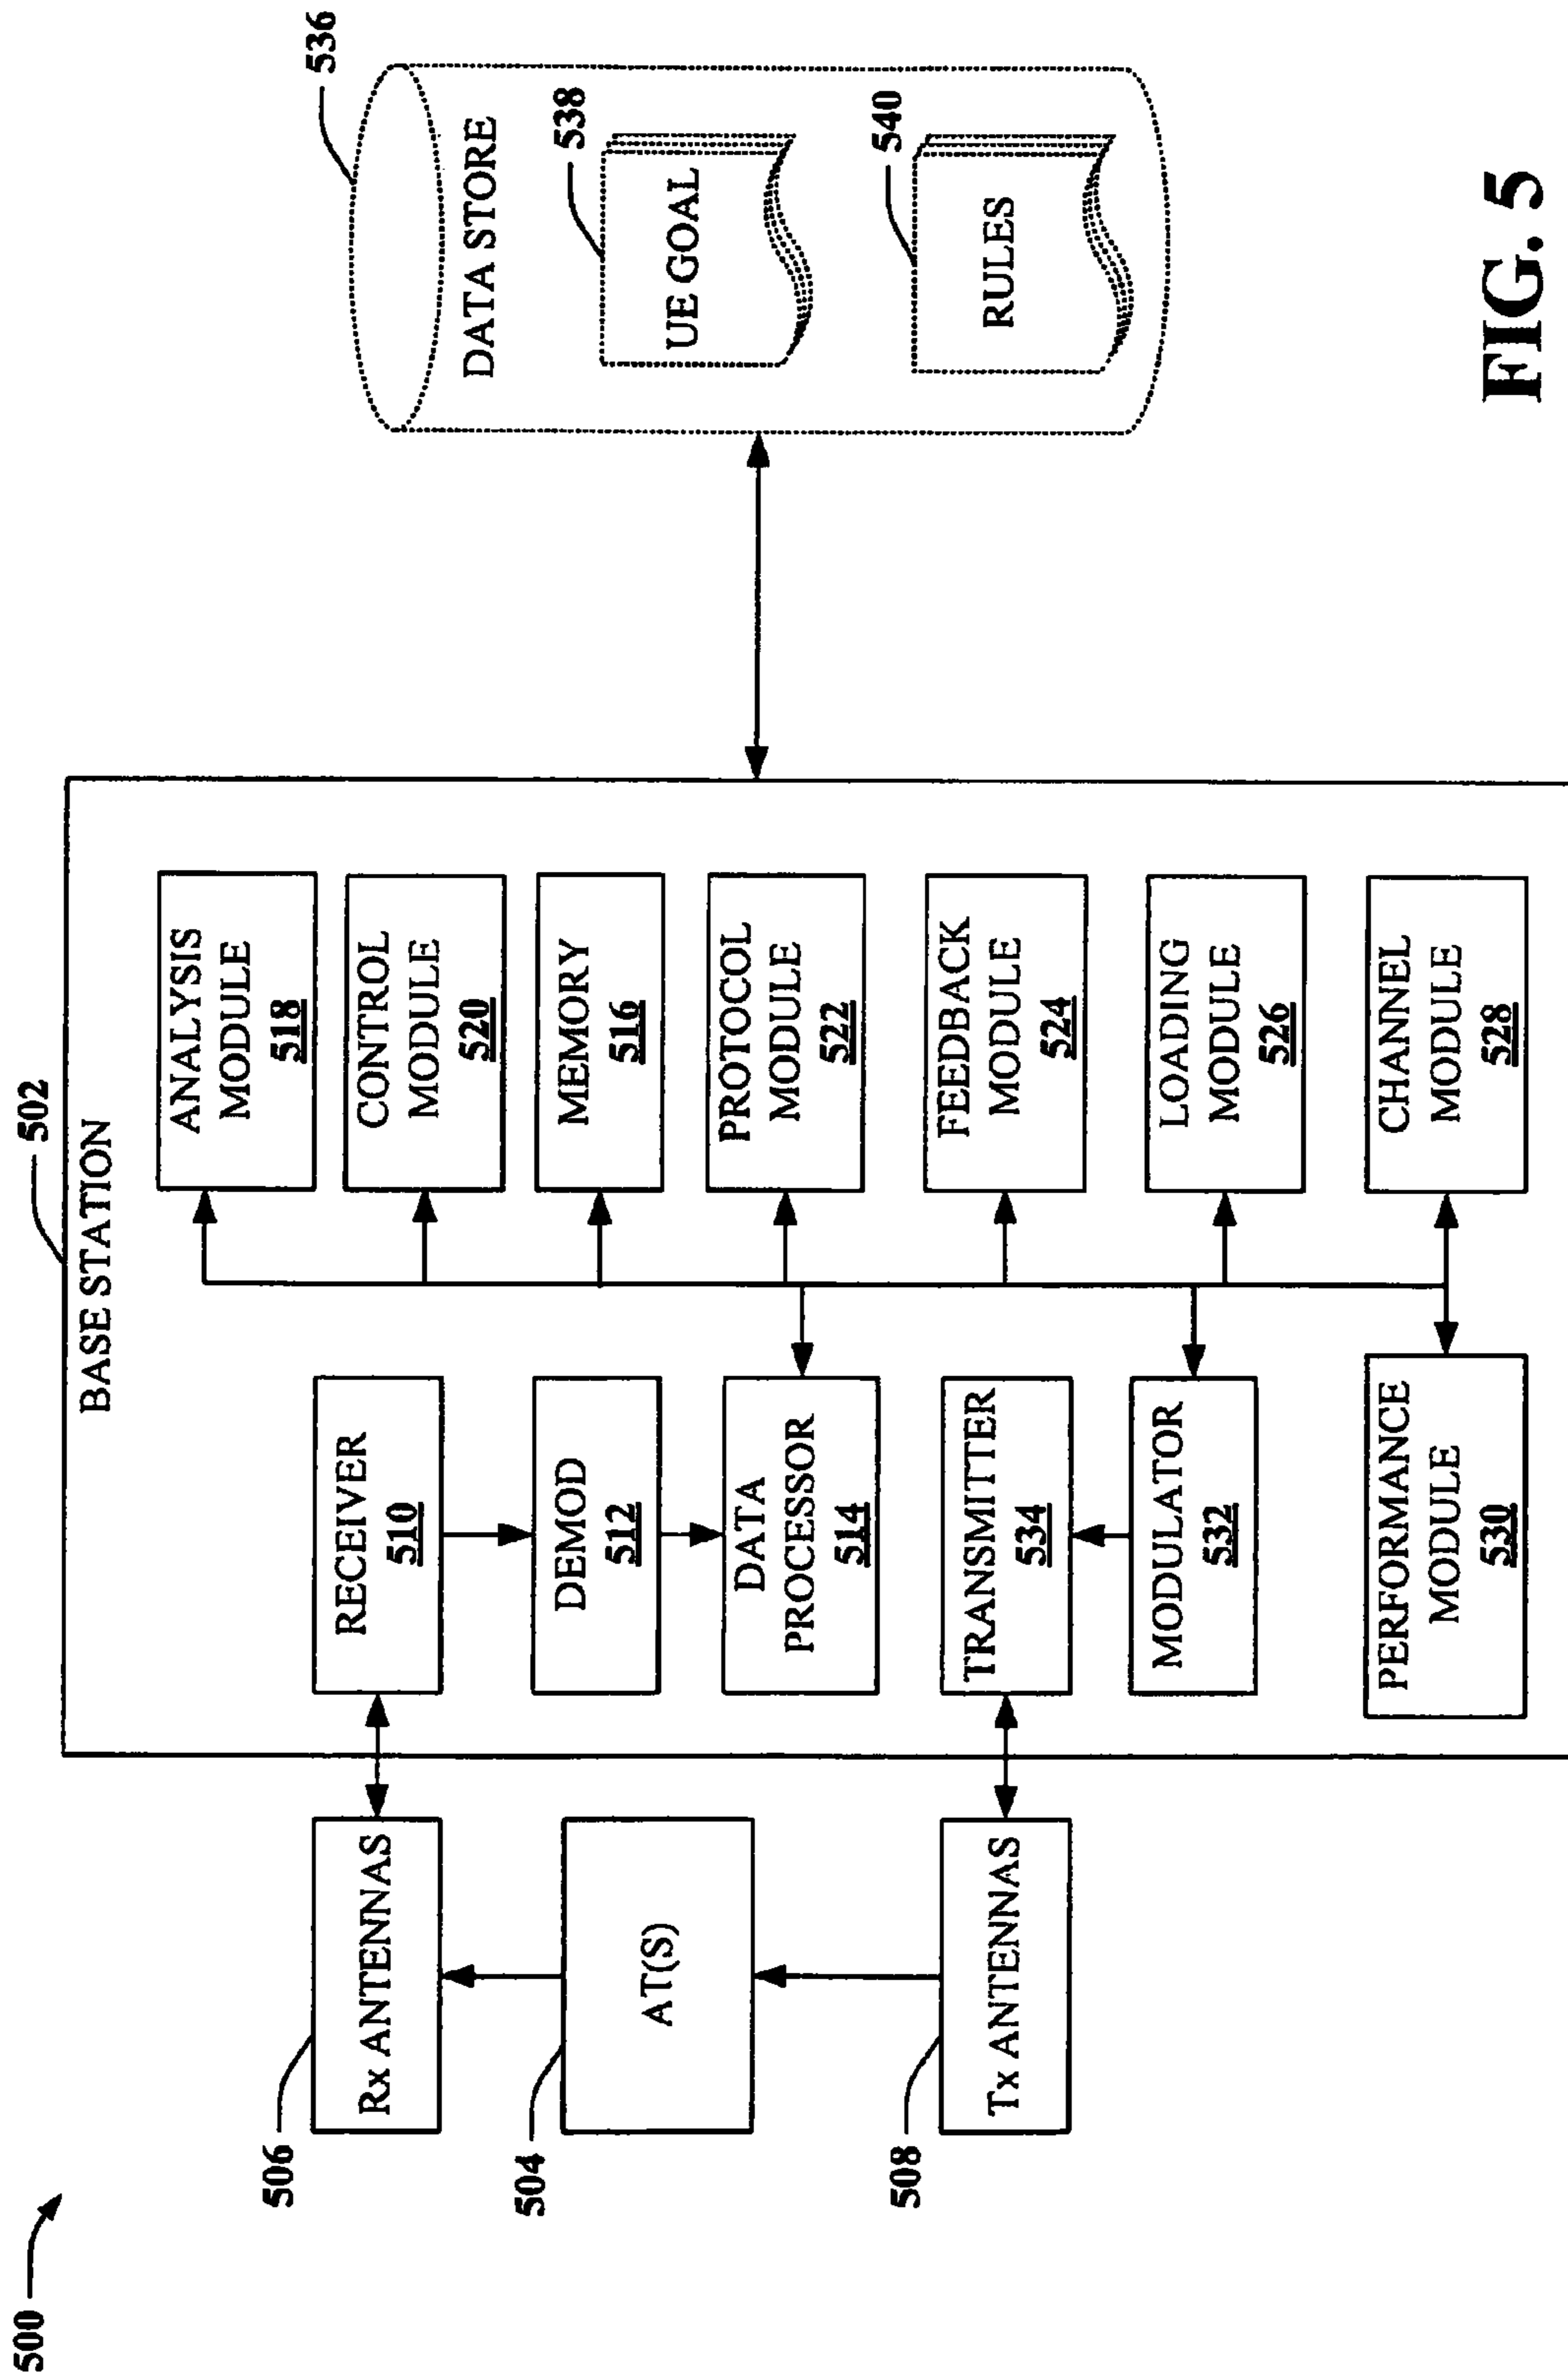 500
502
BASE STATION
506
Rx ANTENNAS
504
AT(S)
508
Tx ANTENNAS
RECEIVER
510
DEMOD
512
DATA
PROCESSOR
514
TRANSMITTER
534
MODULATOR
532
PERFORMANCE
MODULE
530
ANALYSIS
MODULE
518
CONTROL
MODULE
520
MEMORY
516
PROTOCOL
MODULE
522
FEEDBACK
MODULE
524
LOADING
MODULE
526
CHANNEL
MODULE
528
536
DATA STORE
538
UE GOAL
540
RULES
FIG. 5